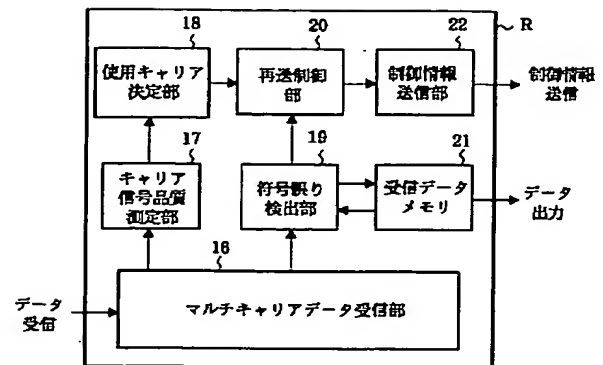 18
20
22
R
使用キャリア
決定部
再送制御
部
制御情報
送信部
制御情報
送信
17
19
21
キャリア
信号品質
測定部
符号誤り
検出部
受信データ
メモリ
データ
出力
16
データ
受信
マルチキャリアデータ受信部